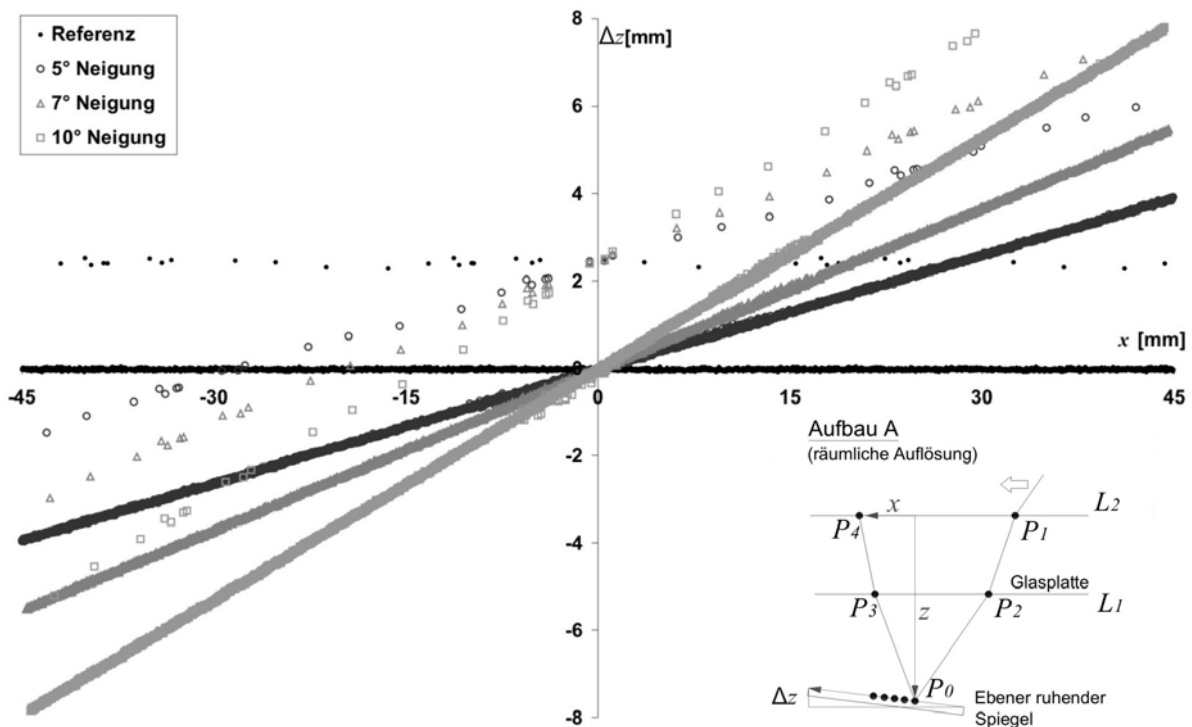 Referenz
5° Neigung
7° Neigung
10° Neigung
Δz[mm]
8
6
4
2
0
x [mm]
-45
-30
-15
0
15
30
45
-2
-4
-6
-8
Aufbau A
(räumliche Auflösung)
x
L2
P4
P1
Glasplatte
P3
P2
L1
z
P0
Δz
Ebener ruhender
Spiegel